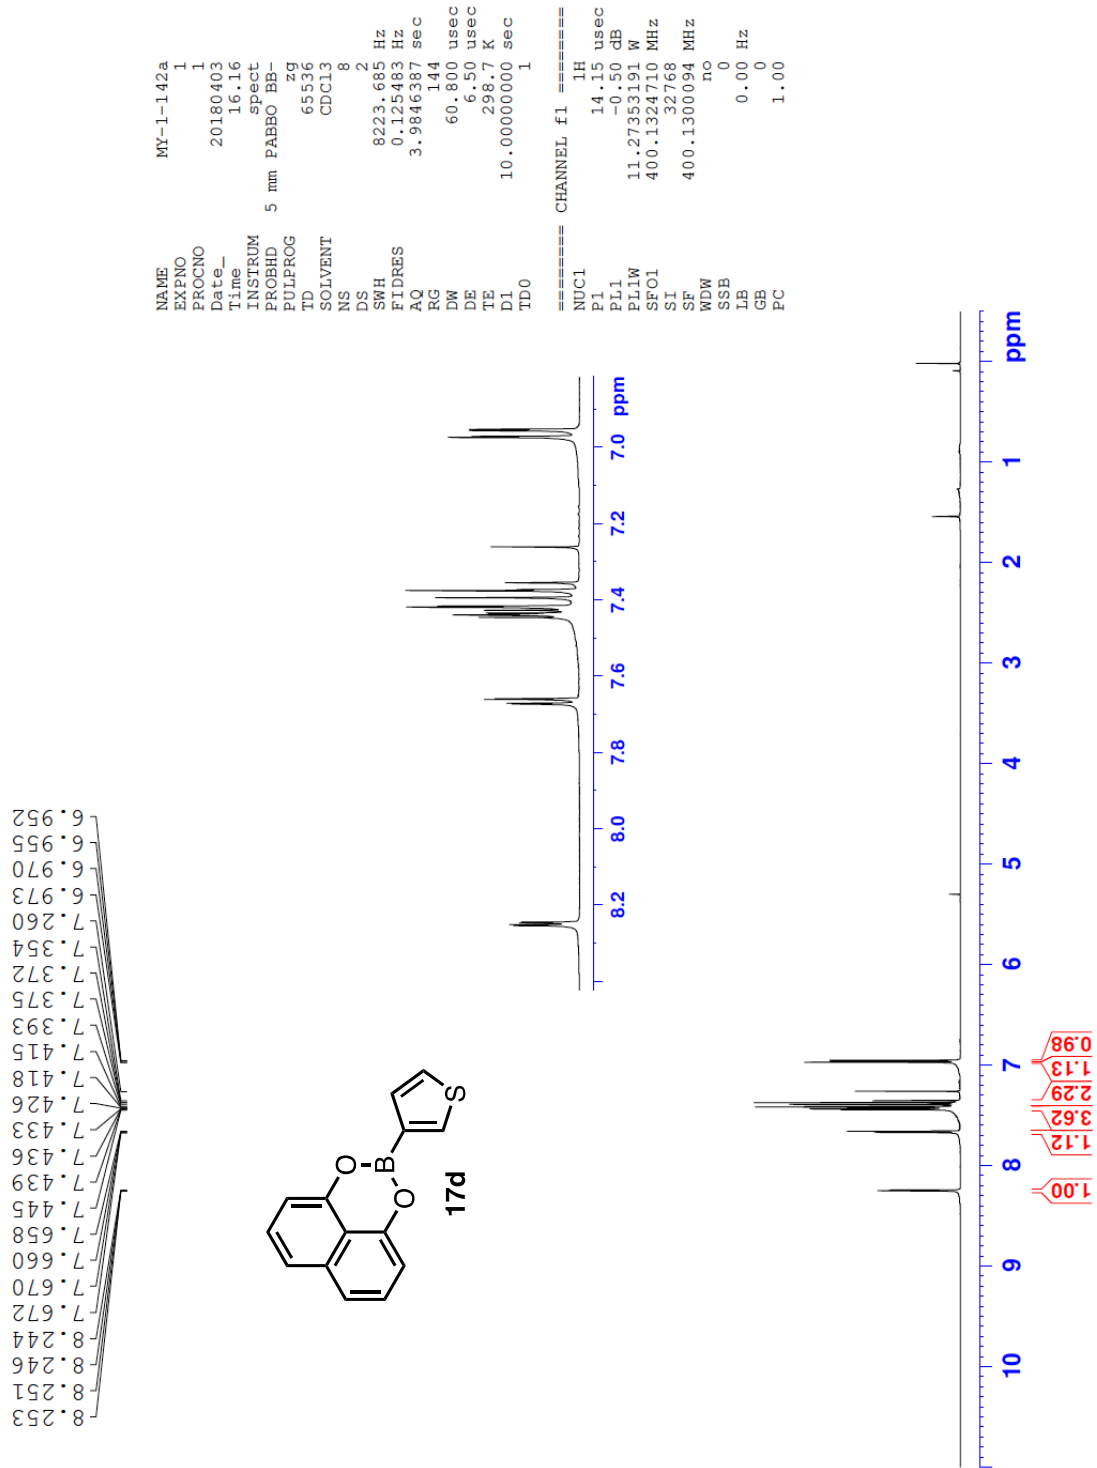 8.253
8.251
8.246
8.244
7.672
7.670
7.660
7.658
7.445
7.439
7.436
7.433
7.426
7.418
7.415
7.393
7.375
7.372
7.354
7.260
6.973
6.970
6.955
6.952
NAME MY-1-142a
EXPNO 1
PROCNO 1
Date_ 20180403
Time 16.16
INSTRUM spect
PROBHD 5 mm PABBO BB-
PULPROG zg
TD 65536
SOLVENT CDCl3
NS 8
DS 2
SWH 8223.685 Hz
FIDRES 0.125483 Hz
AQ 3.9846387 sec
RG 144
DW 60.800 usec
DE 6.50 usec
TE 298.7 K
D1 10.00000000 sec
TD0 1
======== CHANNEL f1 ========
NUC1 1H
P1 14.15 usec
PL1 -0.50 dB
PL1W 11.27353191 W
SFO1 400.1324710 MHz
SI 32768
SF 400.1300094 MHz
WDW no
SSB 0
LB 0.00 Hz
GB 0
PC 1.00
O
B
O
S
17d
8.2 8.0 7.8 7.6 7.4 7.2 7.0 ppm
10 9 8 7 6 5 4 3 2 1 ppm
1.00
1.12
3.62
2.29
1.13
0.98